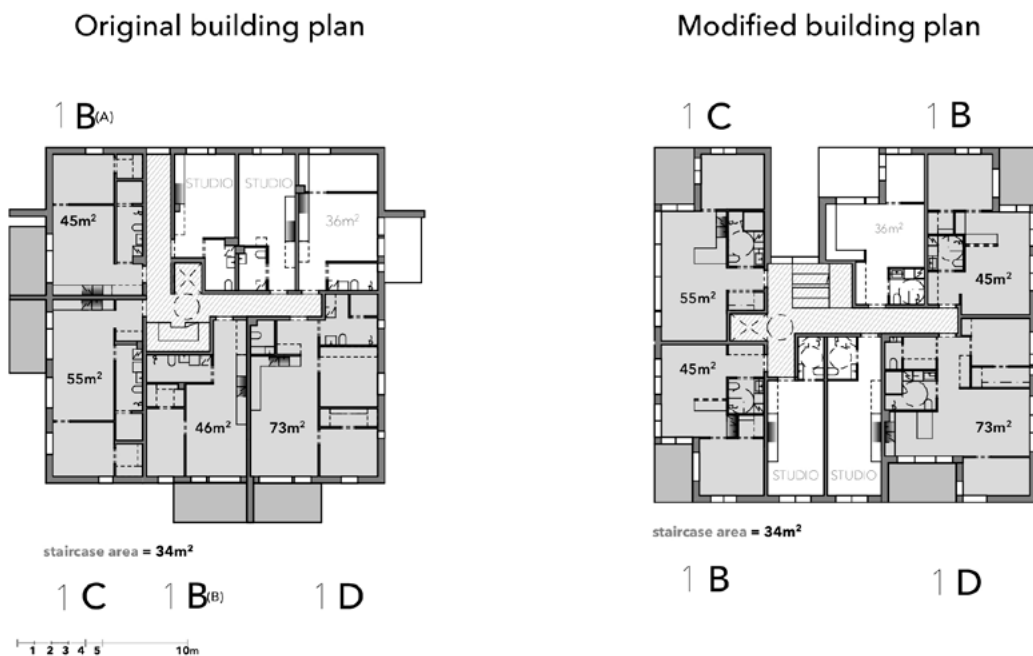 Original building plan
Modified building plan
1 B(A)
1 C
1 B
STUDIO
STUDIO
45m²
36m²
36m²
45m²
55m²
55m²
45m²
46m²
73m²
73m²
STUDIO
STUDIO
staircase area = 34m²
staircase area = 34m²
1 C
1 B(B)
1 D
1 B
1 D
1 2 3 4 5 10m